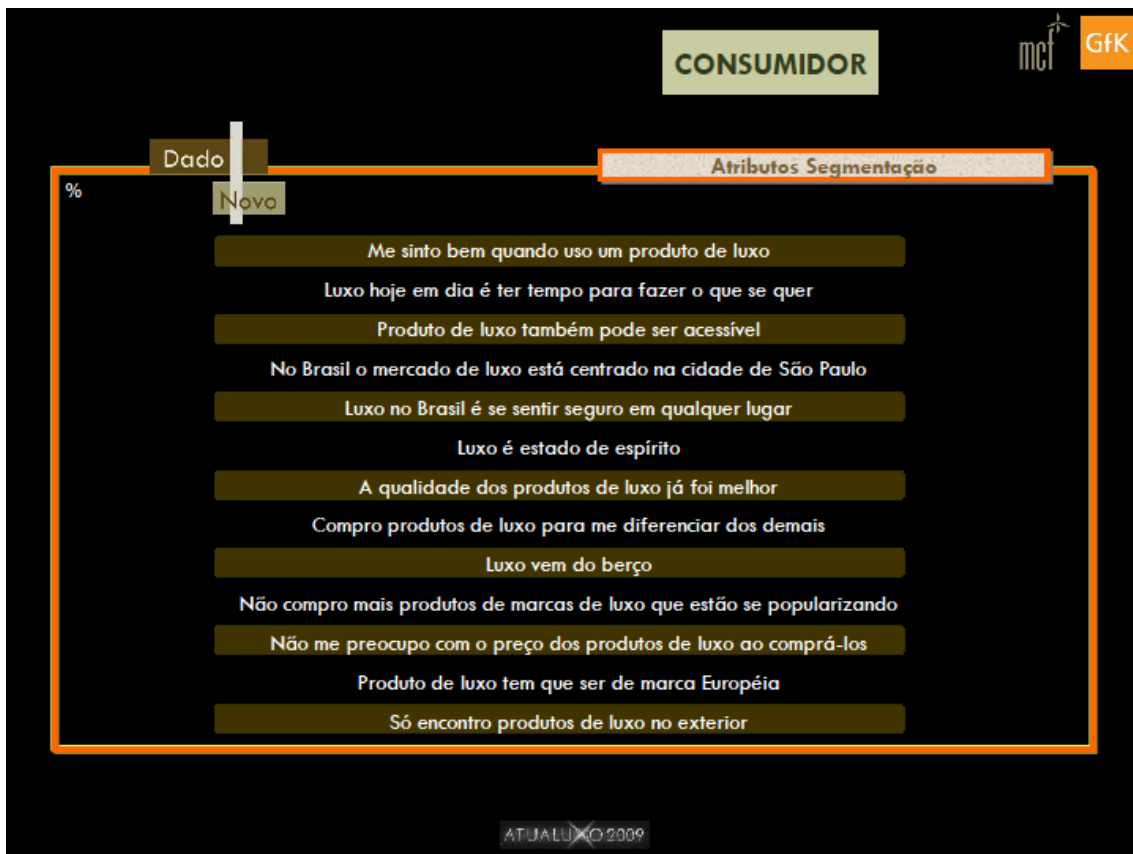 CONSUMIDOR
mcf
GfK
Dado
Novo
Atributos Segmentação
%
Me sinto bem quando uso um produto de luxo
Luxo hoje em dia é ter tempo para fazer o que se quer
Produto de luxo também pode ser acessível
No Brasil o mercado de luxo está centrado na cidade de São Paulo
Luxo no Brasil é se sentir seguro em qualquer lugar
Luxo é estado de espírito
A qualidade dos produtos de luxo já foi melhor
Compro produtos de luxo para me diferenciar dos demais
Luxo vem do berço
Não compro mais produtos de marcas de luxo que estão se popularizando
Não me preocupo com o preço dos produtos de luxo ao comprá-los
Produto de luxo tem que ser de marca Européia
Só encontro produtos de luxo no exterior
ATUALUXO 2009